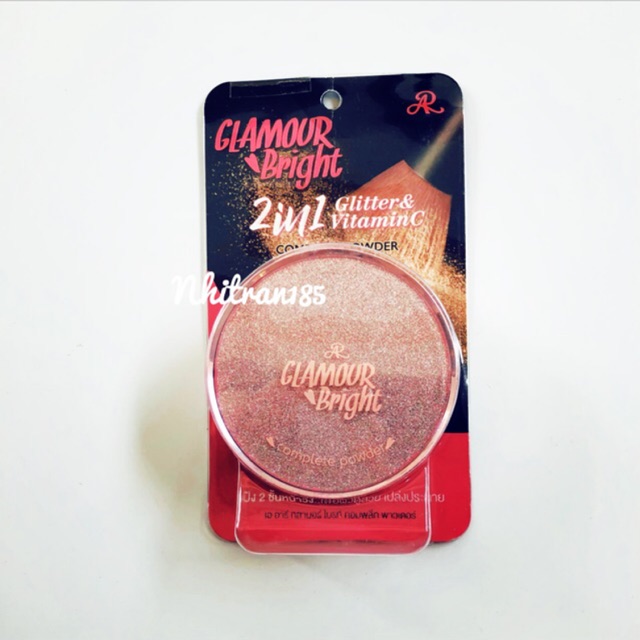 AR
GLAMOUR
Bright
2in1 Glitter&
VitaminC
POWDER
Nhitran185
AR
GLAMOUR
Bright
complete powder
เอ อาร์ กลามอร์ ไบรท์ คอมพลีท พาวเดอร์